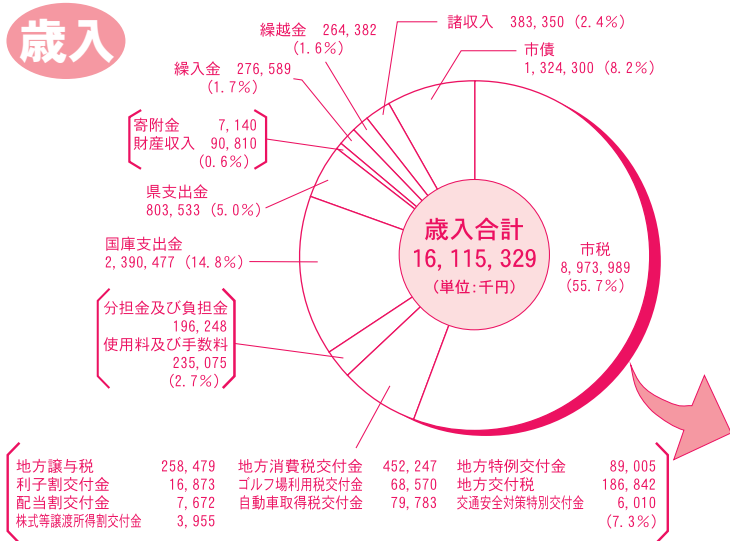 歳入
諸収入 383,350（2.4％）
繰越金 264,382
（1.6％）
市債
1,324,300（8.2％）
繰入金 276,589
（1.7％）
寄附金 7,140
財産収入 90,810
（0.6％）
県支出金
803,533（5.0％）
国庫支出金
2,390,477（14.8％）
分担金及び負担金
196,248
使用料及び手数料
235,075
（2.7％）
歳入合計
16,115,329
（単位：千円）
市税
8,973,989
（55.7％）
地方譲与税 258,479 地方消費税交付金 452,247 地方特例交付金 89,005
利子割交付金 16,873 ゴルフ場利用税交付金 68,570 地方交付税 186,842
配当割交付金 7,672 自動車取得税交付金 79,783 交通安全対策特別交付金 6,010
株式等譲渡所得割交付金 3,955 （7.3％）